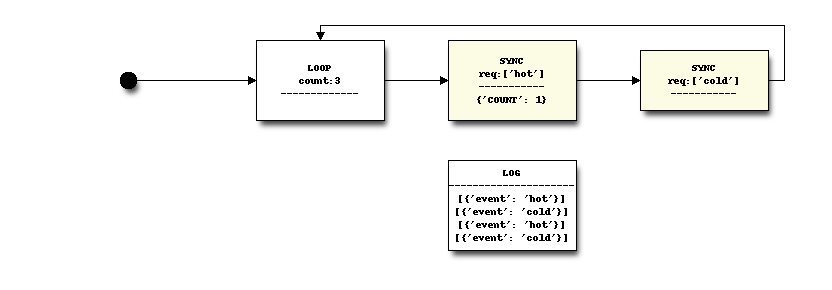 LOOP
count:3
-------------
SYNC
req:['hot']
-----------
{'COUNT': 1}
SYNC
req:['cold']
-----------
LOG
---------------------
[{'event': 'hot'}]
[{'event': 'cold'}]
[{'event': 'hot'}]
[{'event': 'cold'}]